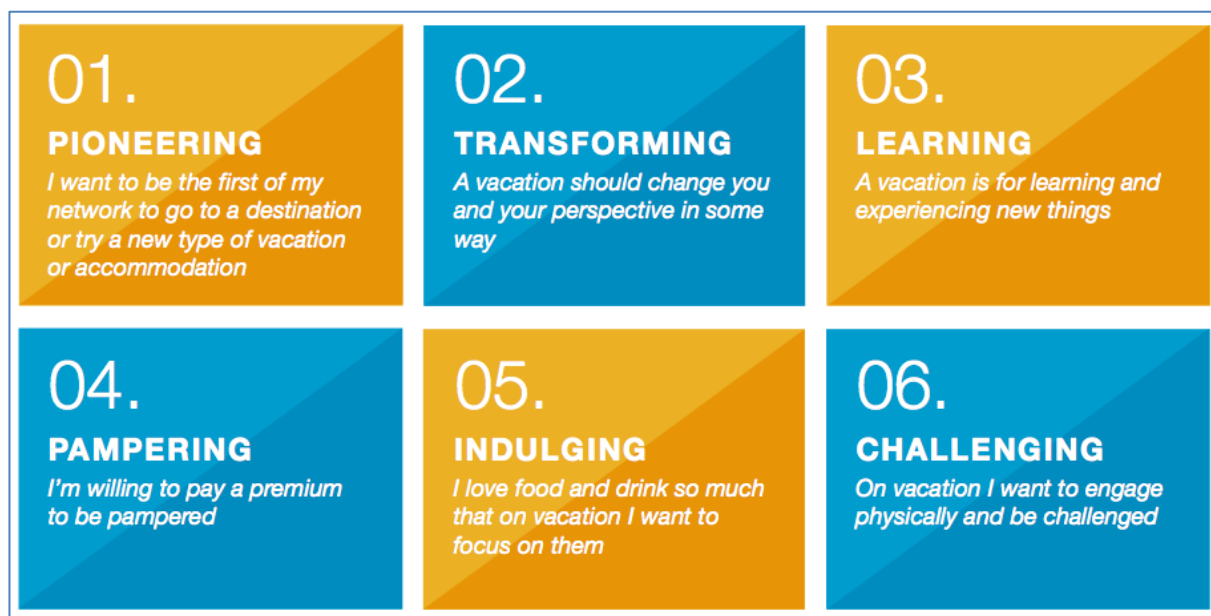 01.
PIONEERING
I want to be the first of my
network to go to a destination
or try a new type of vacation
or accommodation
02.
TRANSFORMING
A vacation should change you
and your perspective in some
way
03.
LEARNING
A vacation is for learning and
experiencing new things
04.
PAMPERING
I’m willing to pay a premium
to be pampered
05.
INDULGING
I love food and drink so much
that on vacation I want to
focus on them
06.
CHALLENGING
On vacation I want to engage
physically and be challenged